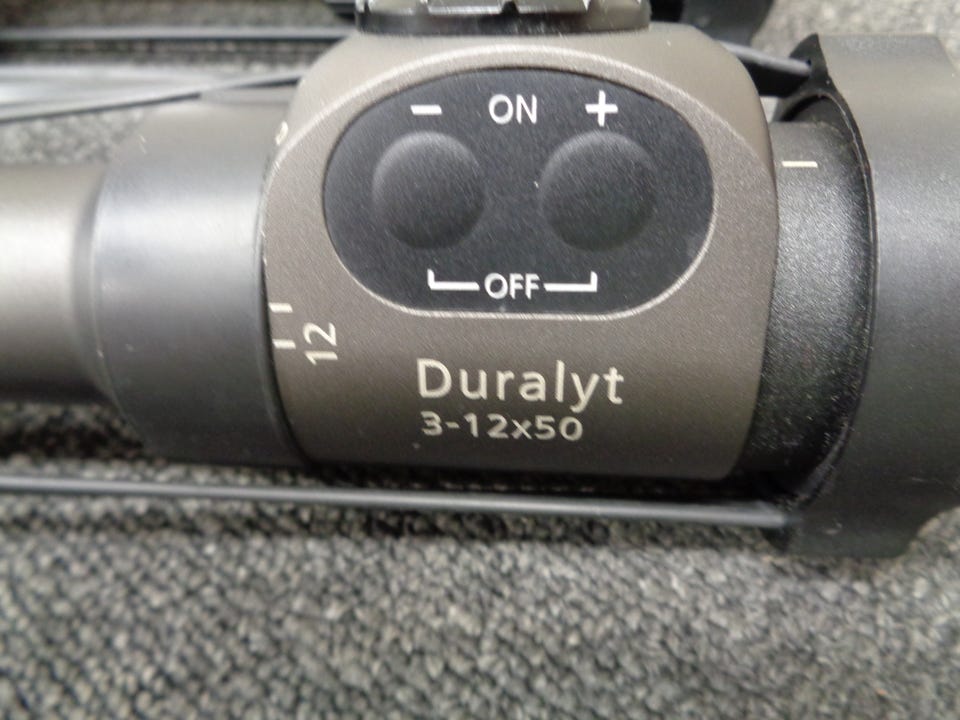 - ON +
OFF
12
Duralyt
3-12x50